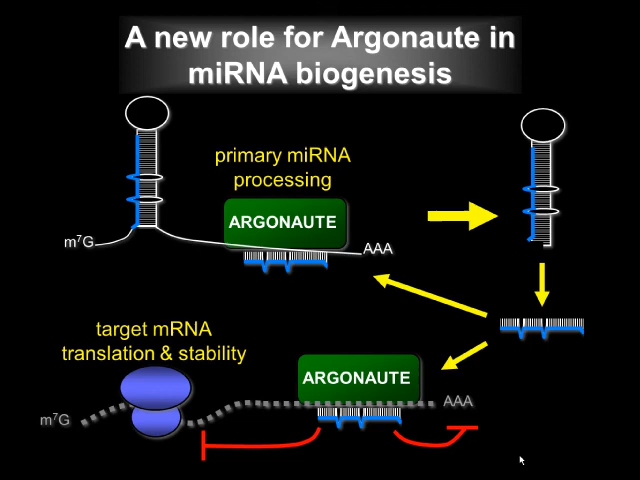 A new role for Argonaute in
miRNA biogenesis
primary miRNA
processing
ARGONAUTE
m⁷G
AAA
target mRNA
translation & stability
ARGONAUTE
AAA
m⁷G